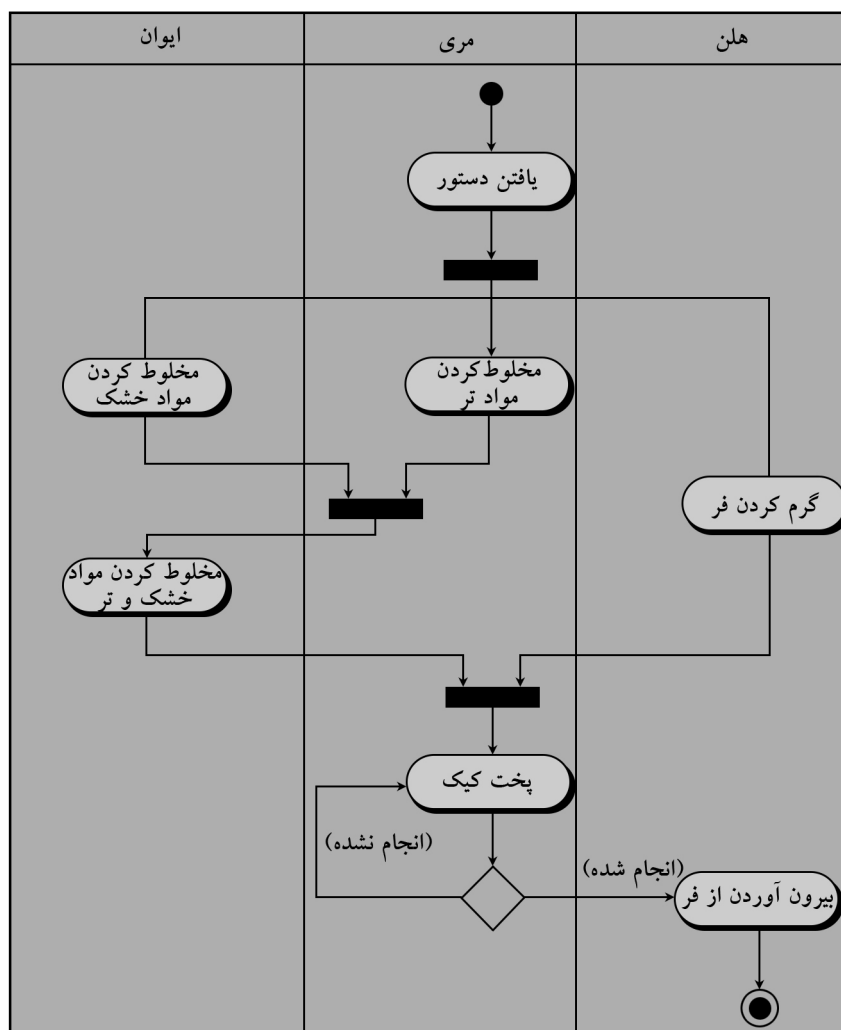 هلن
مری
ایوان
یافتن دستور
مخلوط‌کردن
مواد تر
مخلوط کردن
مواد خشک
گرم کردن فر
مخلوط کردن مواد
خشک و تر
پخت کیک
(انجام نشده)
(انجام شده)
بیرون آوردن از فر